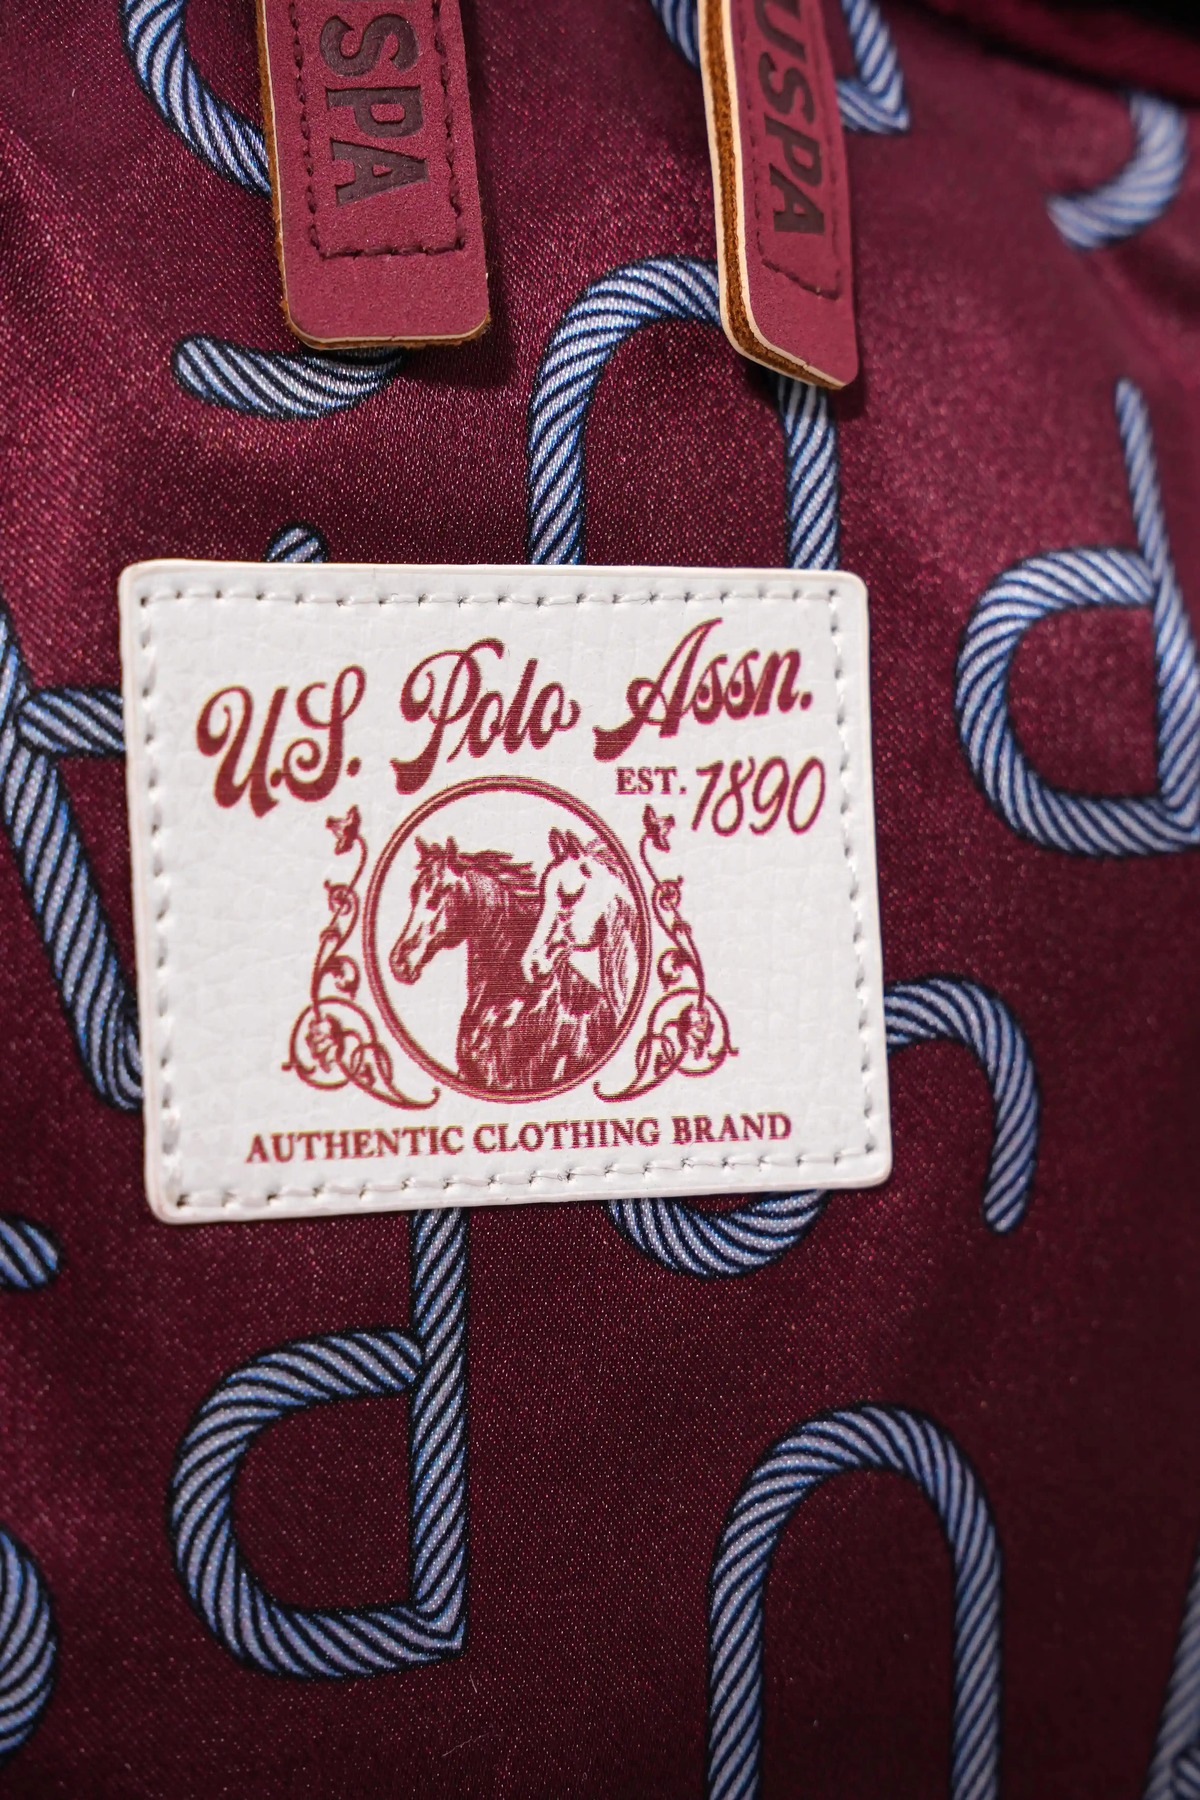 USPA
USPA
U.S. Polo Assn.
EST. 1890
AUTHENTIC CLOTHING BRAND